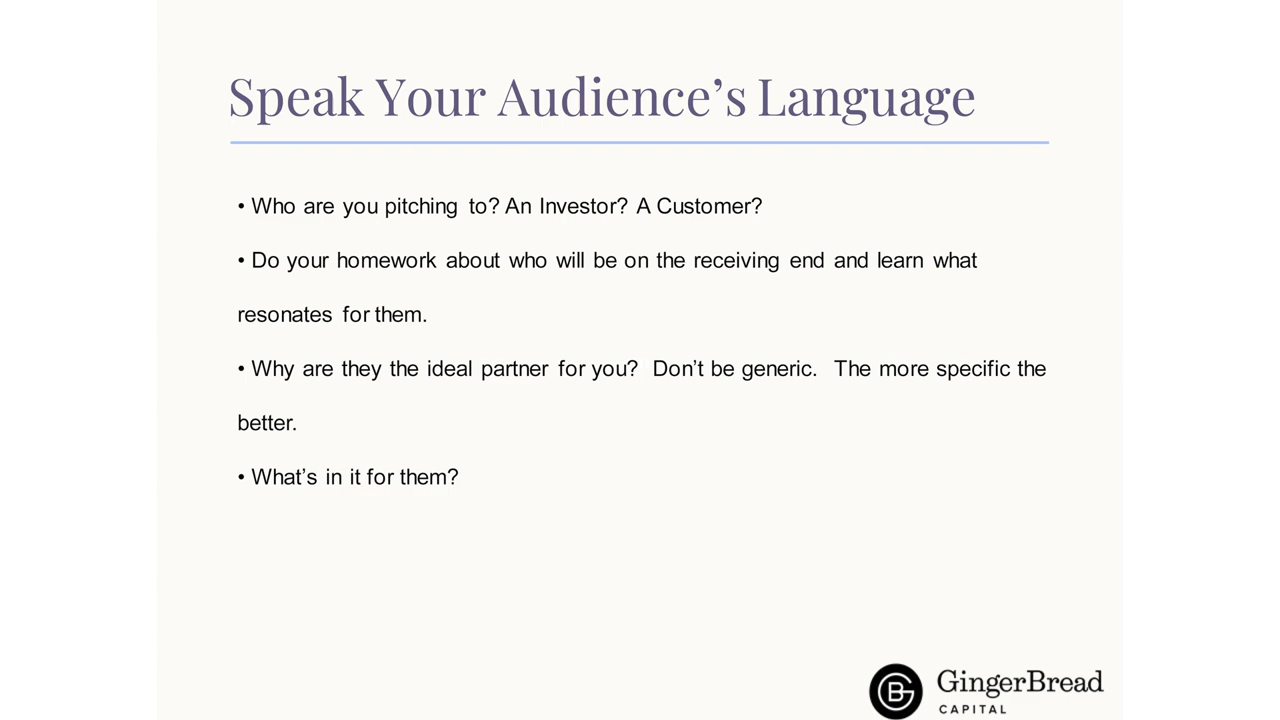 Speak Your Audience’s Language
• Who are you pitching to? An Investor? A Customer?
• Do your homework about who will be on the receiving end and learn what
resonates for them.
• Why are they the ideal partner for you? Don’t be generic. The more specific the
better.
• What’s in it for them?
GB
GingerBread
CAPITAL